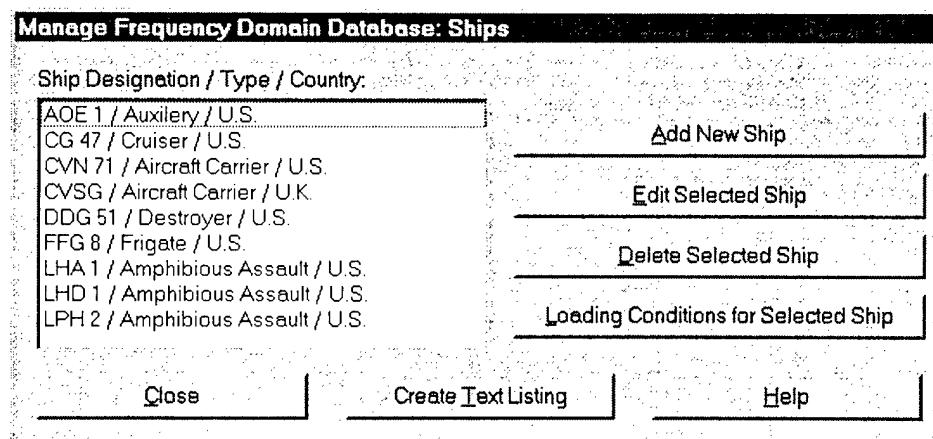 Manage Frequency Domain Database: Ships
Ship Designation / Type / Country:
AOE 1 / Auxilery / U.S.
CG 47 / Cruiser / U.S.
CVN 71 / Aircraft Carrier / U.S.
CVSG / Aircraft Carrier / U.K.
DDG 51 / Destroyer / U.S.
FFG 8 / Frigate / U.S.
LHA 1 / Amphibious Assault / U.S.
LHD 1 / Amphibious Assault / U.S.
LPH 2 / Amphibious Assault / U.S.
Add New Ship
Edit Selected Ship
Delete Selected Ship
Loading Conditions for Selected Ship
Close
Create Text Listing
Help